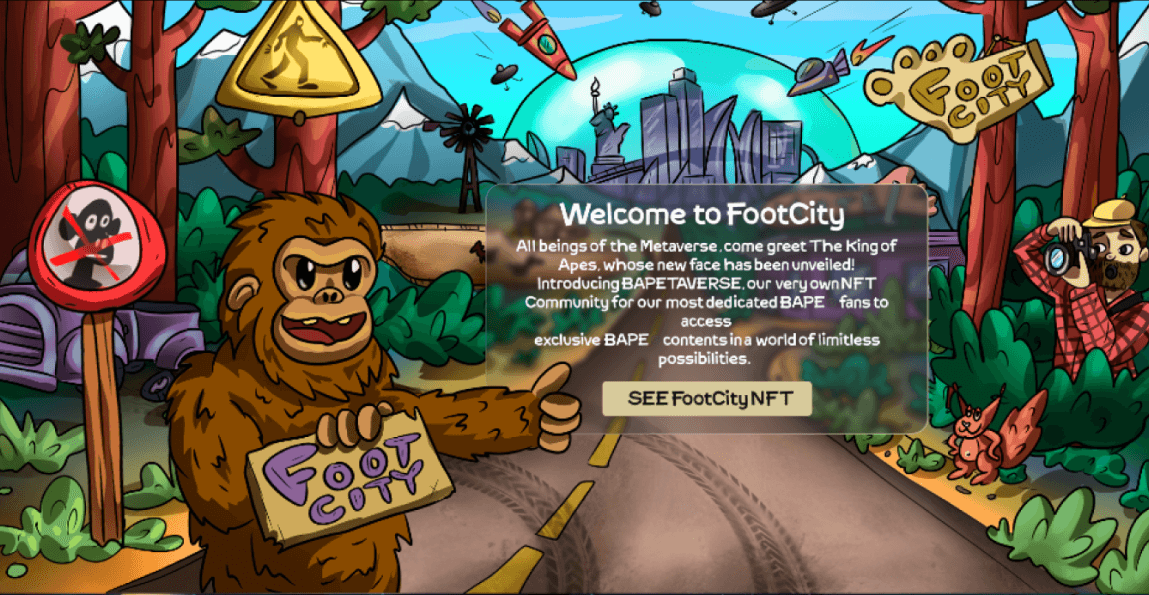 FOOT
CITY
Welcome to FootCity
All beings of the Metaverse, come greet The King of
Apes, whose new face has been unveiled!
Introducing BAPETAVERSE, our very own NFT
Community for our most dedicated BAPE fans to
access
exclusive BAPE contents in a world of limitless
possibilities.
SEE FootCity NFT
FOOT
CITY